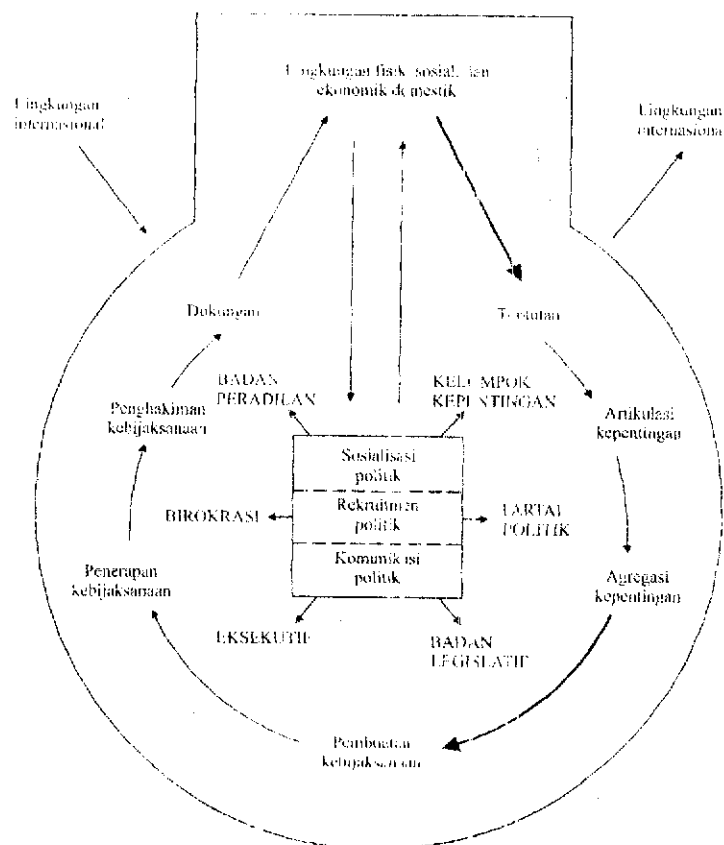 Lingkungan fisik, sosial, dan
ekonomik domestik
Lingkungan
internasional
Lingkungan
internasional
Dukungan
Tuntutan
BADAN
PERADILAN
KELOMPOK
KEPENTINGAN
Penghakiman
kebijaksanaan
Artikulasi
kepentingan
Sosialisasi
politik
BIROKRASI
Rekruitmen
politik
PARTAI
POLITIK
Komunikasi
politik
Penerapan
kebijaksanaan
Agregasi
kepentingan
EKSEKUTIF
BADAN
LEGISLATIF
Pembuatan
kebijaksanaan